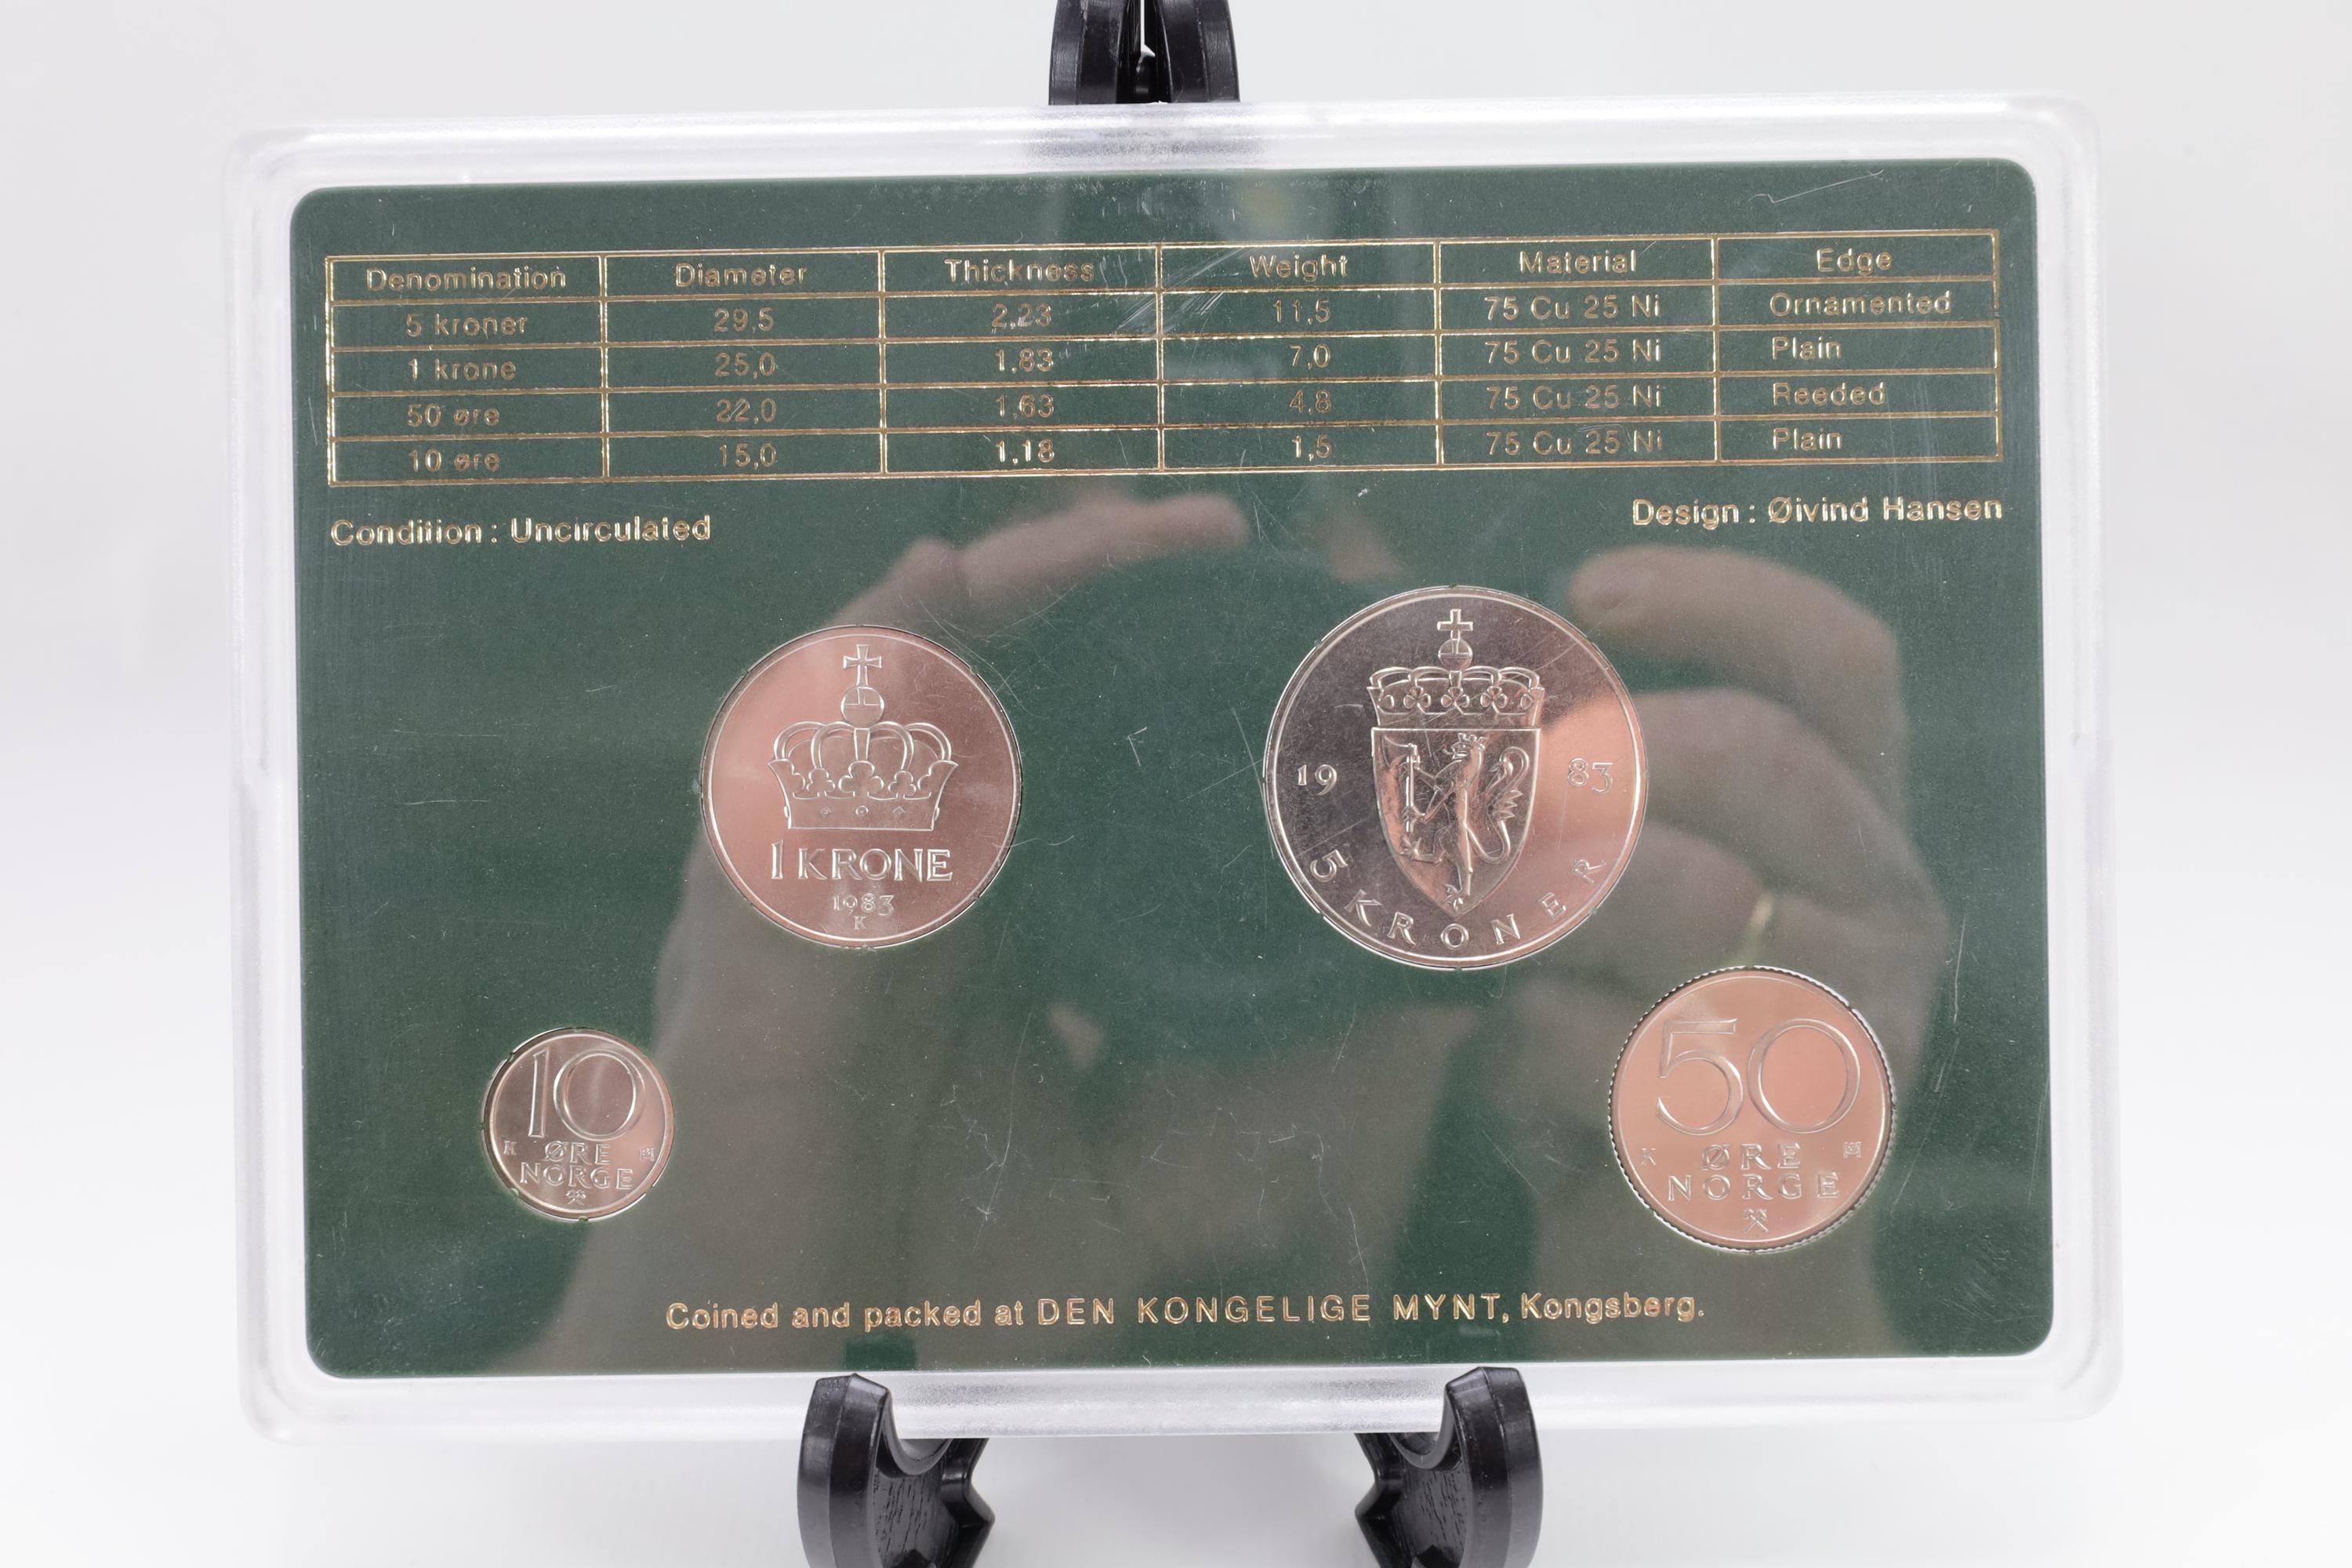 Denomination Diameter Thickness Weight Material Edge
5 kroner 29,5 2,23 11,5 75 Cu 25 Ni Ornamented
1 krone 25,0 1,83 7,0 75 Cu 25 Ni Plain
50 øre 22,0 1,63 4,8 75 Cu 25 Ni Reeded
10 øre 15,0 1,18 1,5 75 Cu 25 Ni Plain
Condition : Uncirculated
Design : Øivind Hansen
1 KRONE
1983
K
19 83
5 KRONER
10
ØRE
K
NORGE
50
ØRE
K
NORGE
Coined and packed at DEN KONGELIGE MYNT, Kongsberg.